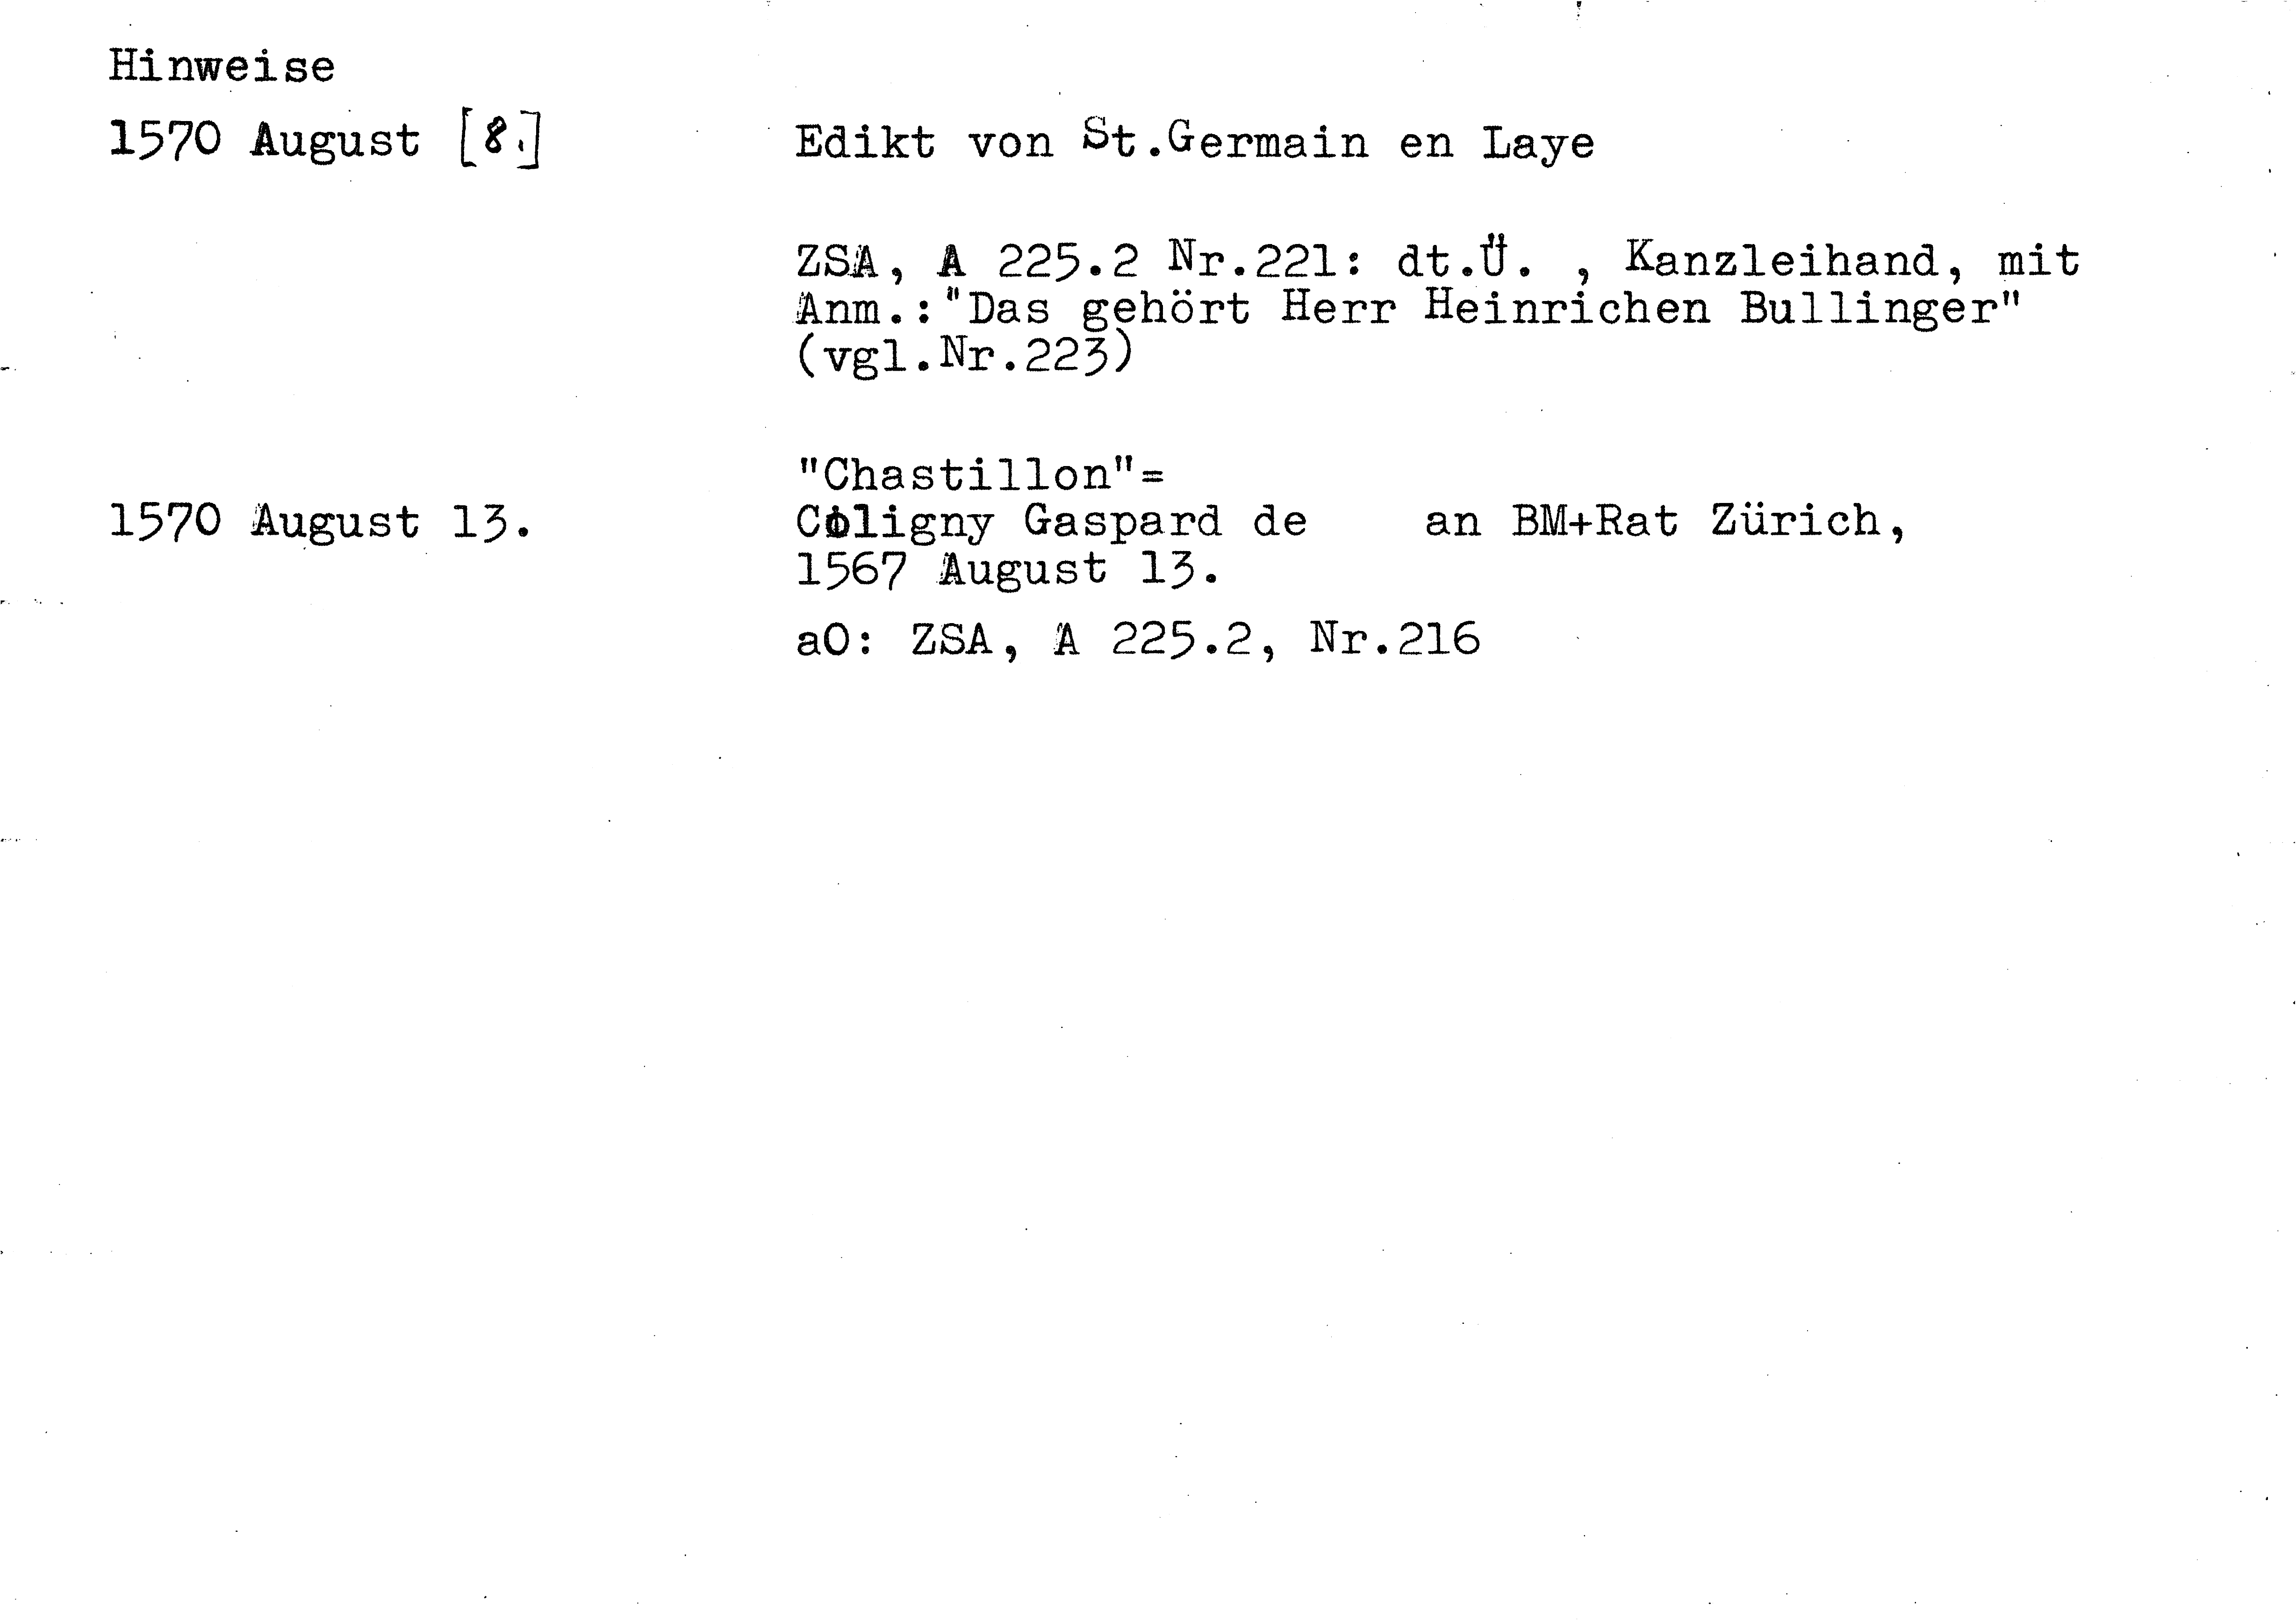 Hinweise
1570 August [8.] Edikt von St.Germain en Laye
ZSA, A 225.2 Nr.221: dt.Ü. , Kanzleihand, mit
Anm.:"Das gehört Herr Heinrichen Bullinger"
(vgl.Nr.223)
"Chastillon"=
1570 August 13. Coligny Gaspard de an BM+Rat Zürich,
1567 August 13.
aO: ZSA, A 225.2, Nr.216